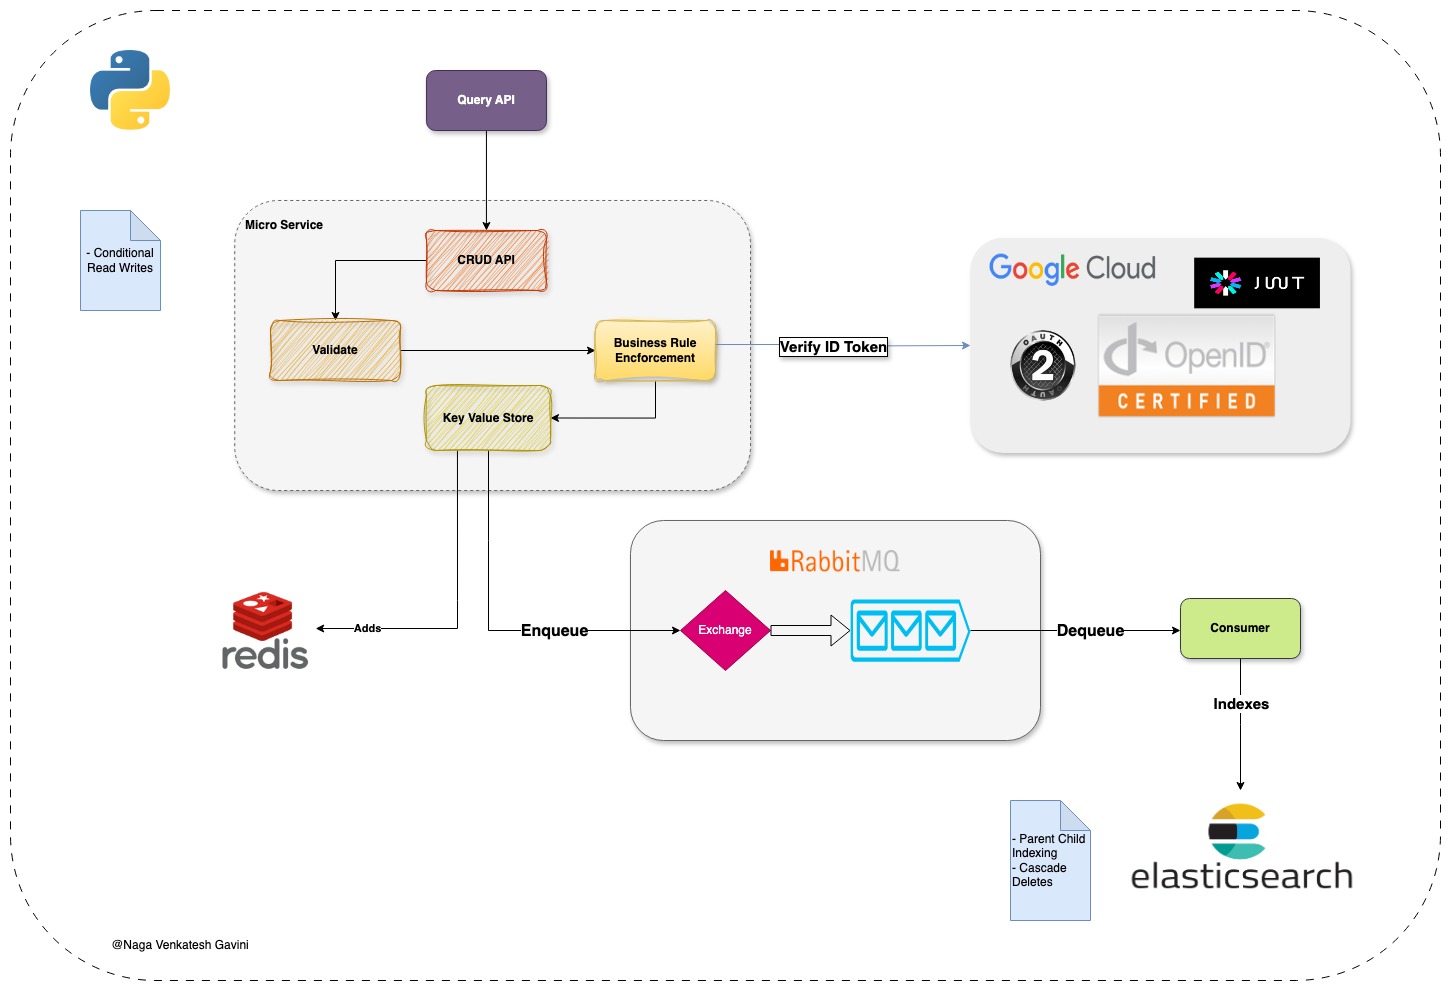 Query API
Micro Service
CRUD API
- Conditional
Read Writes
Validate
Business Rule
Encforcement
Verify ID Token
Key Value Store
Google Cloud
JWT
OAUTH
2
OAUTH
OpenID®
CERTIFIED
RabbitMQ
redis
Adds
Enqueue
Exchange
Dequeue
Consumer
Indexes
- Parent Child
Indexing
- Cascade
Deletes
elasticsearch
@Naga Venkatesh Gavini